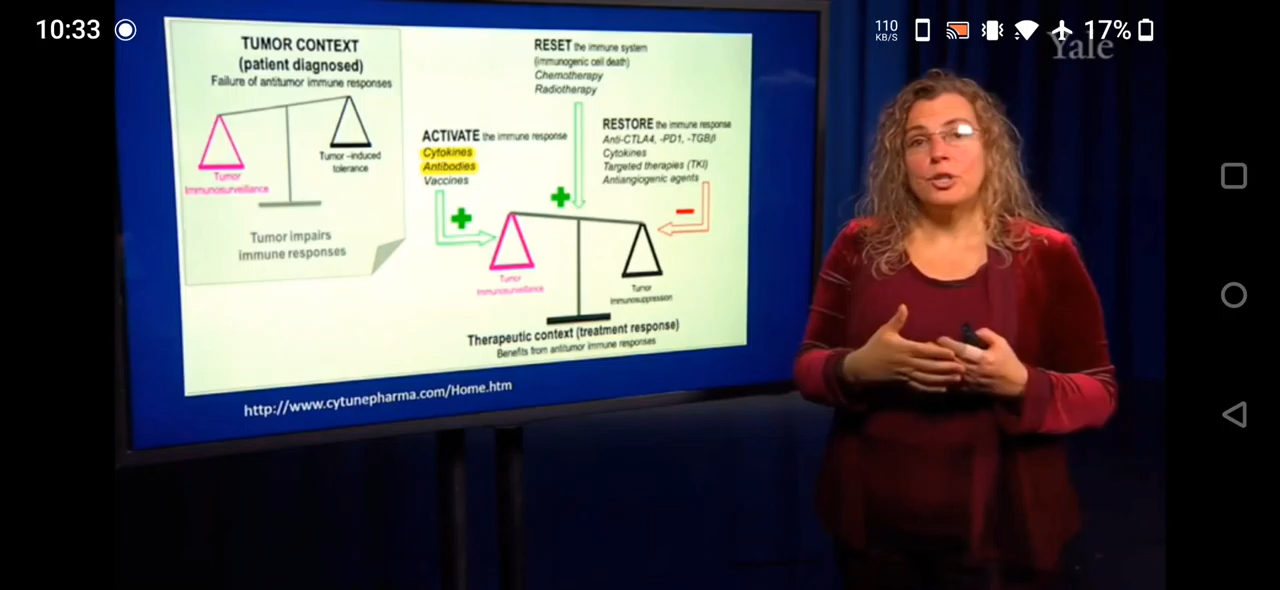 10:33
110
KB/S
17%
Yale
TUMOR CONTEXT
(patient diagnosed)
Failure of antitumor immune responses
Tumor
Immunosurveillance
Tumor -induced
tolerance
Tumor impairs
immune responses
RESET the immune system
(immunogenic cell death)
Chemotherapy
Radiotherapy
ACTIVATE the immune response
Cytokines
Antibodies
Vaccines
RESTORE the immune response
Anti-CTLA4, -PD1, -TGBβ
Cytokines
Targeted therapies (TKI)
Antiangiogenic agents
Tumor
Immunosurveillance
Tumor
Immunosuppression
Therapeutic context (treatment response)
Benefits from antitumor immune responses
http://www.cytunepharma.com/Home.htm